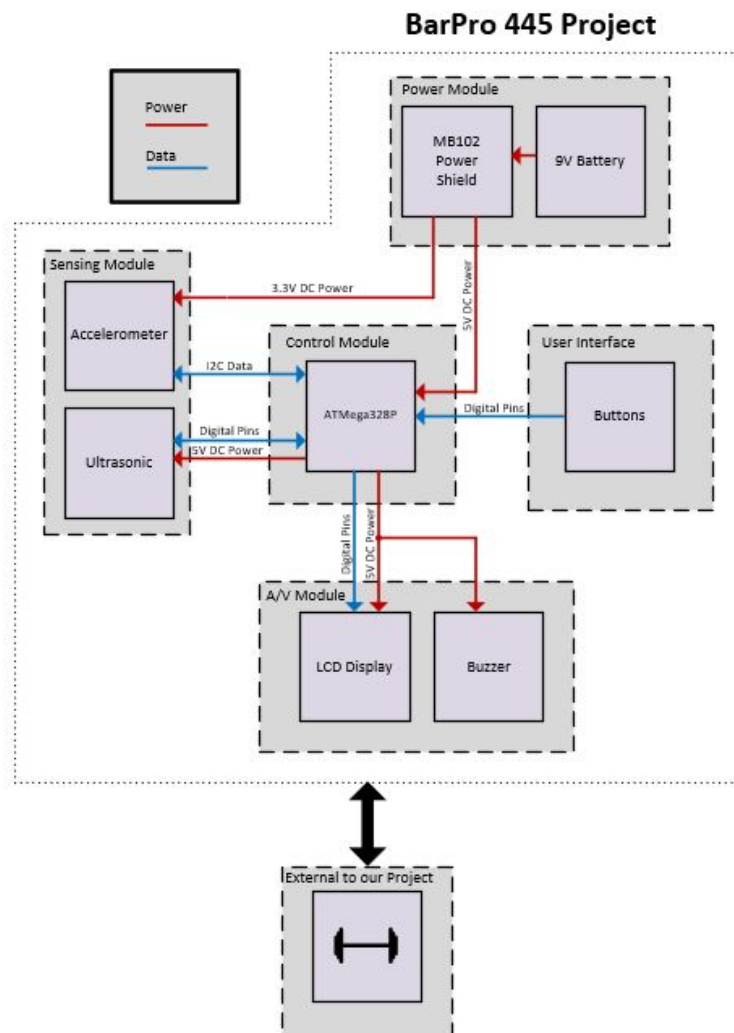 BarPro 445 Project
Power
Data
Power Module
MB102
Power
Shield
9V Battery
Sensing Module
Accelerometer
3.3V DC Power
5V DC Power
Control Module
ATMega328P
I2C Data
User Interface
Buttons
Digital Pins
Digital Pins
5V DC Power
Ultrasonic
Digital Pins
5V DC Power
A/V Module
LCD Display
Buzzer
External to our Project